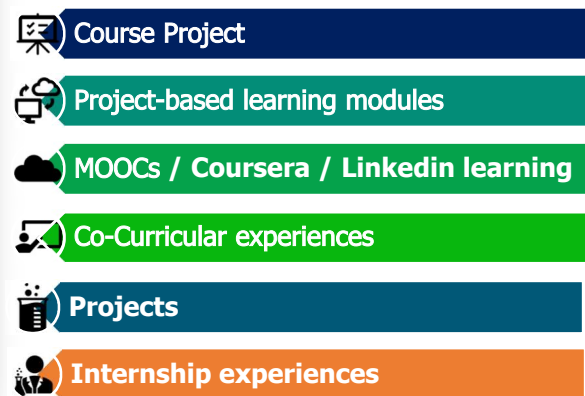 Course Project
Project-based learning modules
MOOCs / Coursera / Linkedin learning
Co-Curricular experiences
Projects
Internship experiences